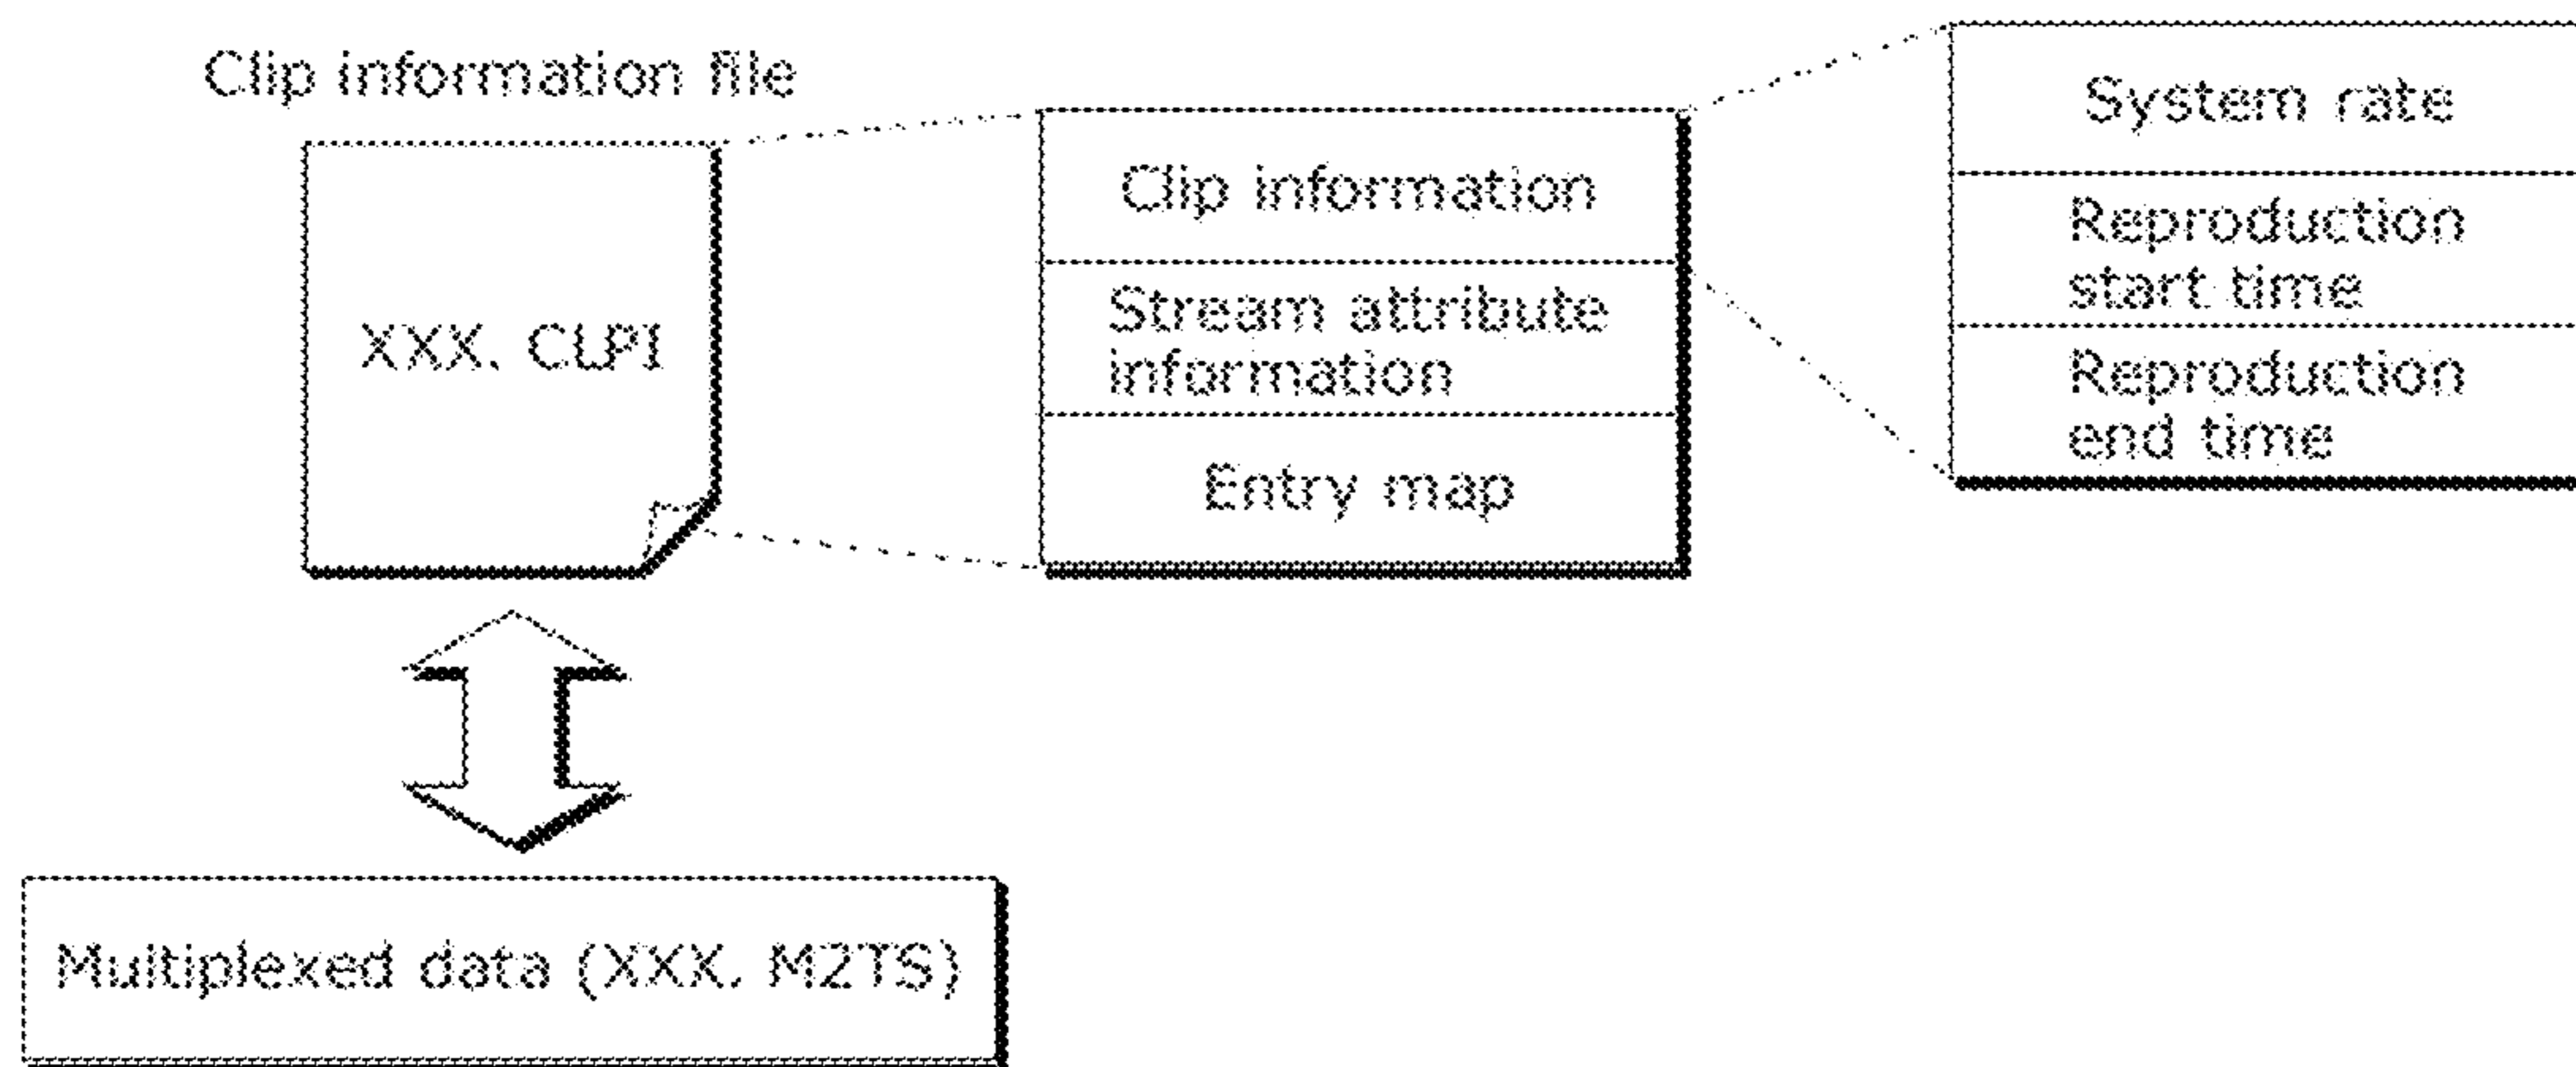 Clip information file
XXX. CLPI
Clip information
Stream attribute
information
Entry map
System rate
Reproduction
start time
Reproduction
end time
Multiplexed data (XXX. M2TS)